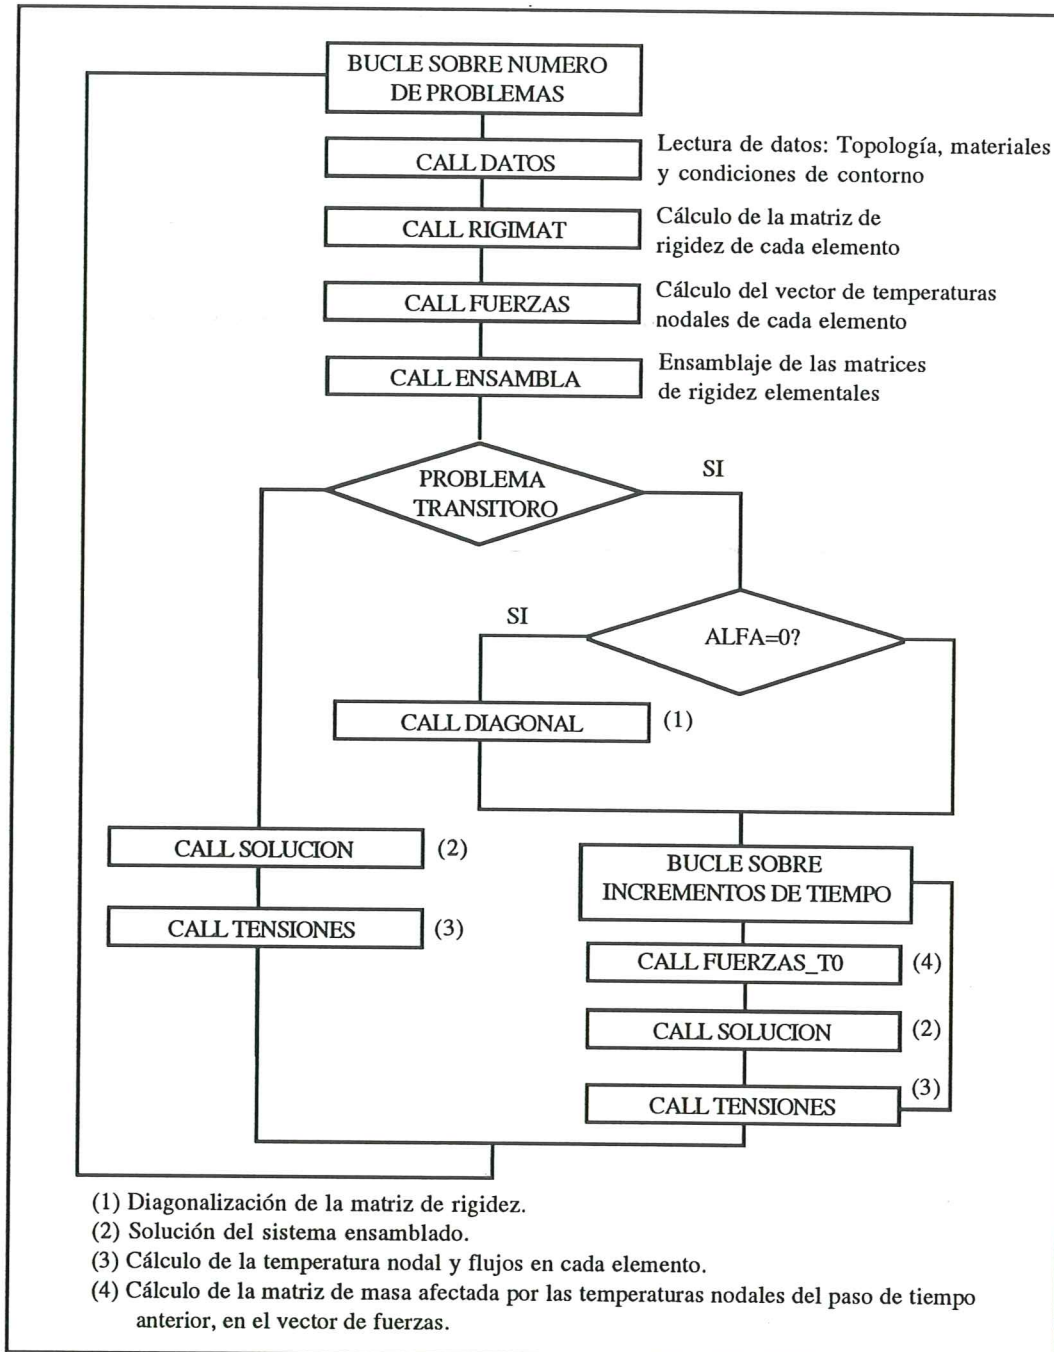 BUCLE SOBRE NUMERO
DE PROBLEMAS
CALL DATOS
Lectura de datos: Topología, materiales
y condiciones de contorno
CALL RIGIMAT
Cálculo de la matriz de
rigidez de cada elemento
CALL FUERZAS
Cálculo del vector de temperaturas
nodales de cada elemento
CALL ENSAMBLA
Ensamblaje de las matrices
de rigidez elementales
PROBLEMA
TRANSITORO
SI
SI
ALFA=0?
CALL DIAGONAL
(1)
CALL SOLUCION
(2)
CALL TENSIONES
(3)
BUCLE SOBRE
INCREMENTOS DE TIEMPO
CALL FUERZAS_T0
(4)
CALL SOLUCION
(2)
CALL TENSIONES
(3)
(1) Diagonalización de la matriz de rigidez.
(2) Solución del sistema ensamblado.
(3) Cálculo de la temperatura nodal y flujos en cada elemento.
(4) Cálculo de la matriz de masa afectada por las temperaturas nodales del paso de tiempo
anterior, en el vector de fuerzas.